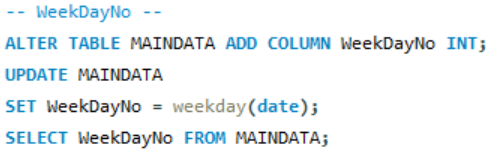 -- WeekDayNo --
ALTER TABLE MAINDATA ADD COLUMN WeekDayNo INT;
UPDATE MAINDATA
SET WeekDayNo = weekday(date);
SELECT WeekDayNo FROM MAINDATA;